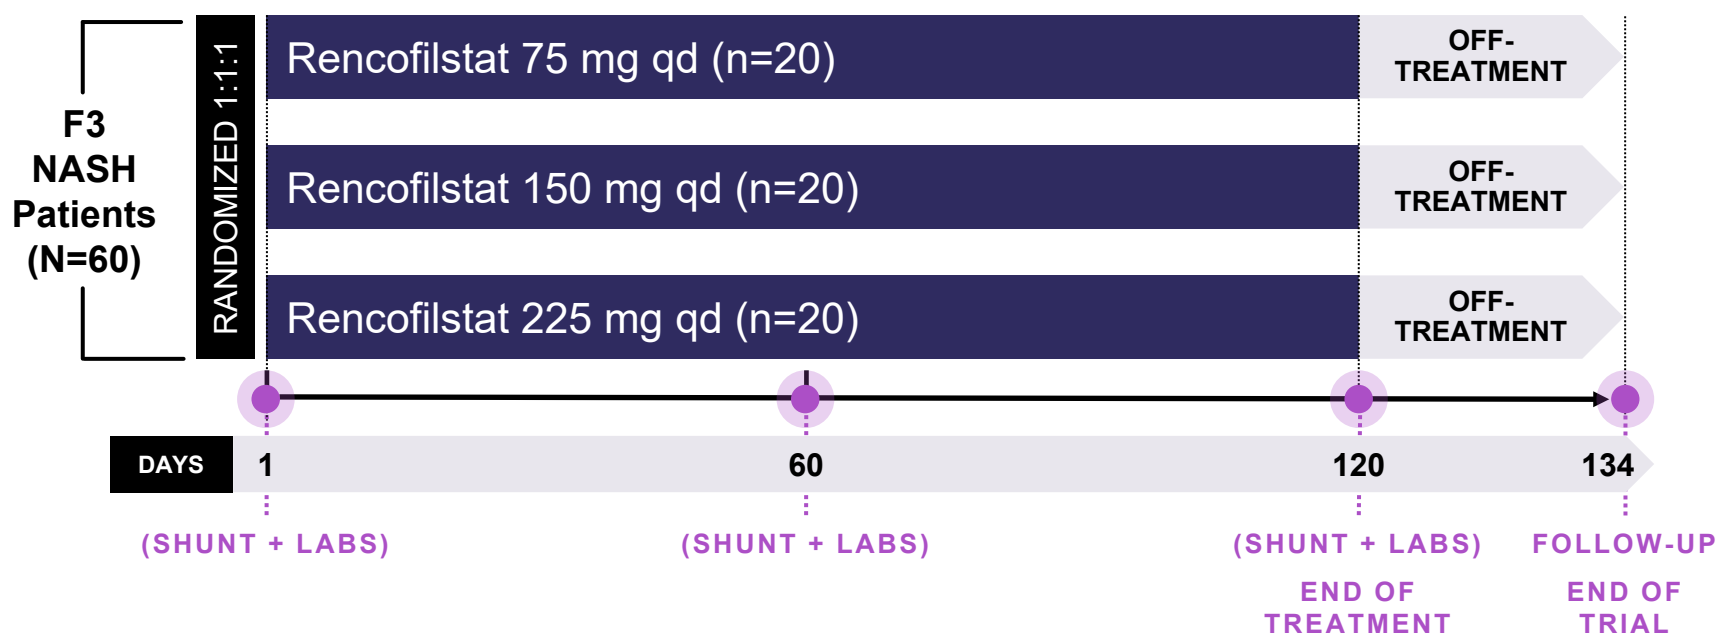 F3
NASH
Patients
(N=60)
RANDOMIZED 1:1:1
Rencofilstat 75 mg qd (n=20)
OFF-
TREATMENT
Rencofilstat 150 mg qd (n=20)
OFF-
TREATMENT
Rencofilstat 225 mg qd (n=20)
OFF-
TREATMENT
DAYS 1 60 120 134
(SHUNT + LABS) (SHUNT + LABS) (SHUNT + LABS) FOLLOW-UP
END OF
TREATMENT
END OF
TRIAL